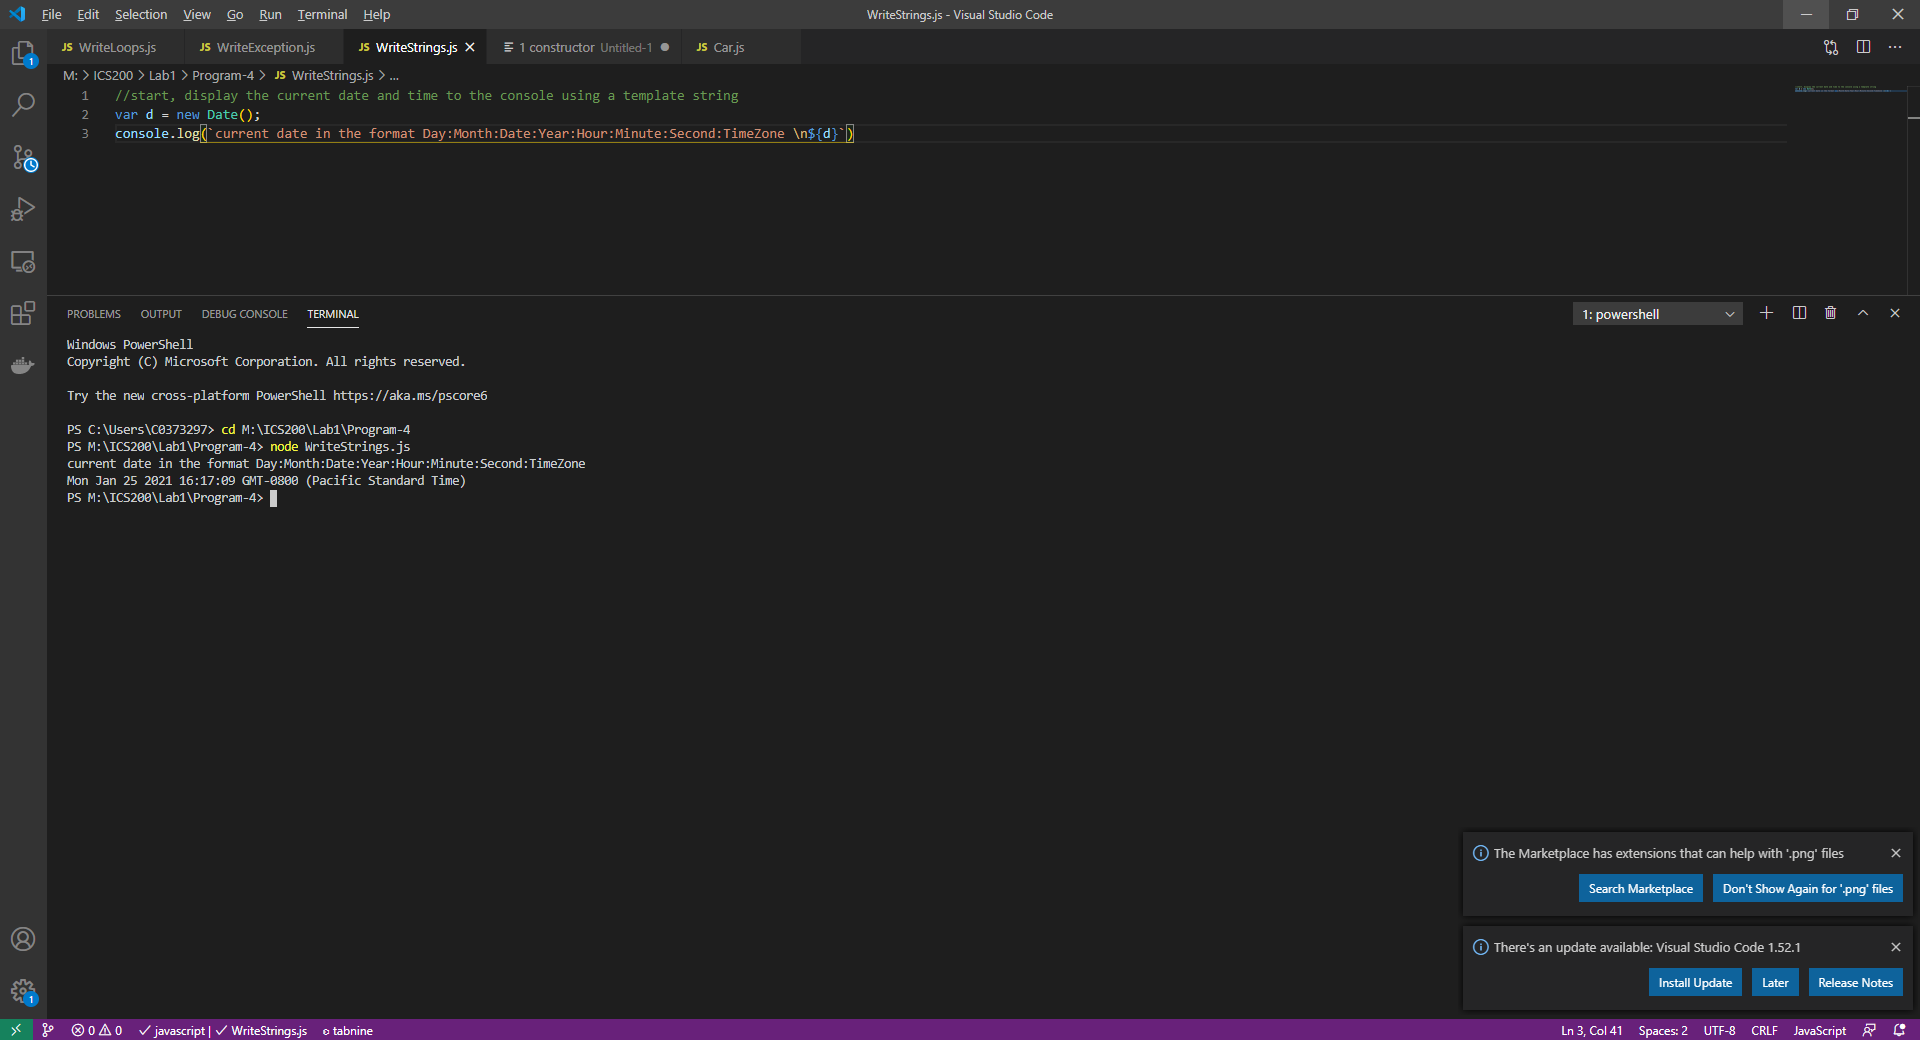 File Edit Selection View Go Run Terminal Help
WriteStrings.js - Visual Studio Code
JS WriteLoops.js
JS WriteException.js
JS WriteStrings.js
1 constructor Untitled-1
JS Car.js
M: > ICS200 > Lab1 > Program-4 > JS WriteStrings.js > ...
1 //start, display the current date and time to the console using a template string
2 var d = new Date();
3 console.log(`current date in the format Day:Month:Date:Year:Hour:Minute:Second:TimeZone \n${d}`)
PROBLEMS OUTPUT DEBUG CONSOLE TERMINAL
1: powershell
Windows PowerShell
Copyright (C) Microsoft Corporation. All rights reserved.
Try the new cross-platform PowerShell https://aka.ms/pscore6
PS C:\Users\C0373297> cd M:\ICS200\Lab1\Program-4
PS M:\ICS200\Lab1\Program-4> node WriteStrings.js
current date in the format Day:Month:Date:Year:Hour:Minute:Second:TimeZone
Mon Jan 25 2021 16:17:09 GMT-0800 (Pacific Standard Time)
PS M:\ICS200\Lab1\Program-4>
1
The Marketplace has extensions that can help with '.png' files
Search Marketplace
Don't Show Again for '.png' files
There's an update available: Visual Studio Code 1.52.1
Install Update
Later
Release Notes
1
0 0
javascript | WriteStrings.js
tabnine
Ln 3, Col 41
Spaces: 2
UTF-8
CRLF
JavaScript